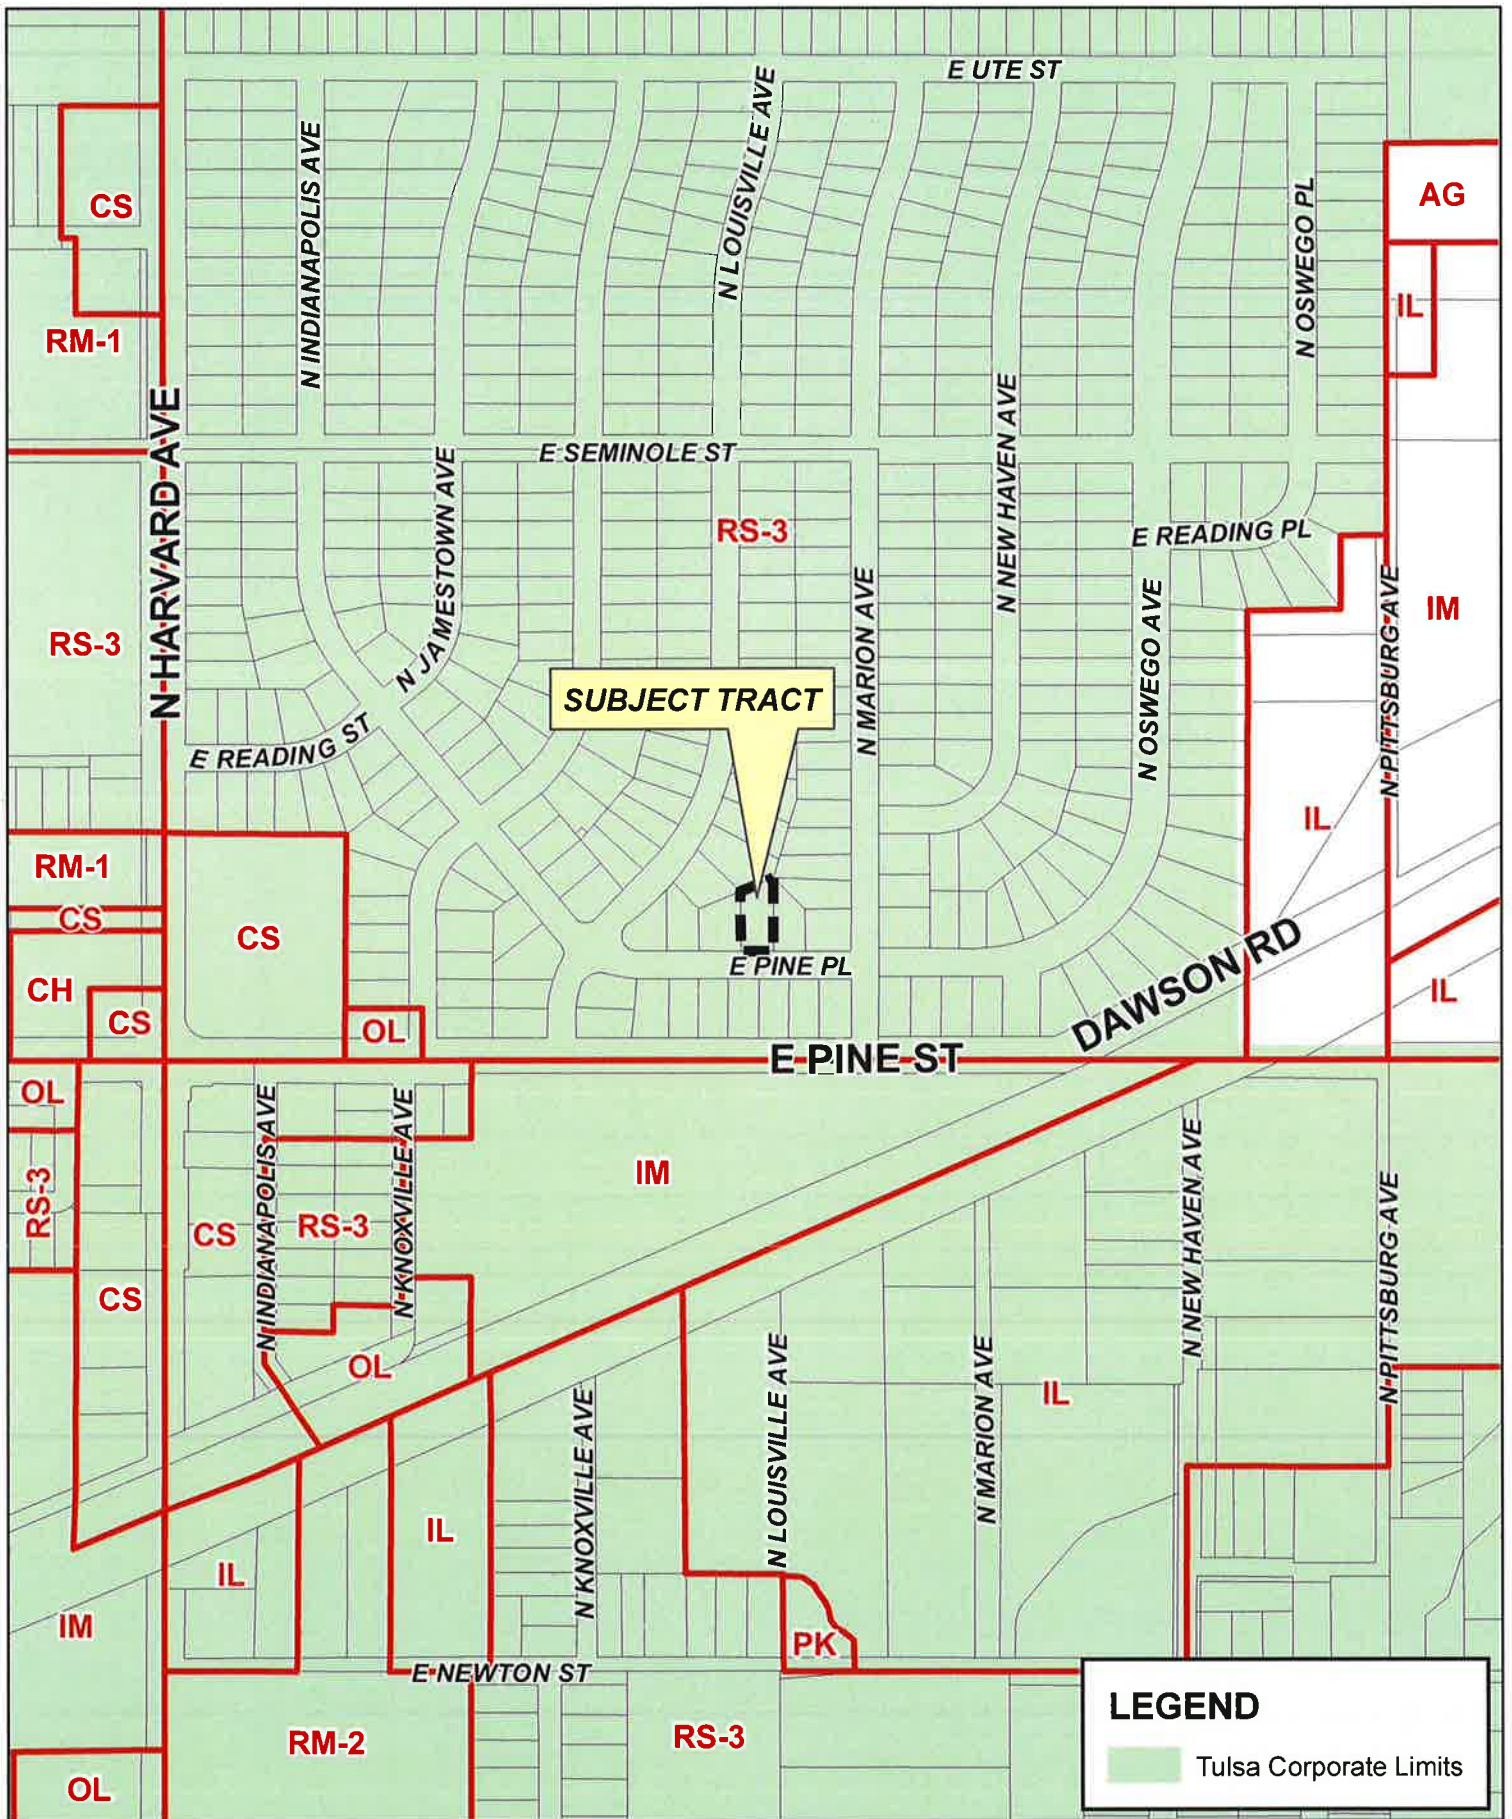 E UTE ST
N INDIANAPOLIS AVE
N LOUISVILLE AVE
CS
AG
N OSWEGO PL
IL
RM-1
N HARVARD AVE
N NEW HAVEN AVE
E SEMINOLE ST
N JAMESTOWN AVE
RS-3
E READING PL
N MARION AVE
N OSWEGO AVE
N PITTSBURG AVE
IM
RS-3
SUBJECT TRACT
E READING ST
IL
RM-1
CS
CS
E PINE PL
DAWSON RD
CH
CS
IL
OL
E PINE ST
OL
N INDIANAPOLIS AVE
N KNOXVILLE AVE
N NEW HAVEN AVE
N PITTSBURG AVE
IM
RS-3
CS
RS-3
CS
OL
N KNOXVILLE AVE
N LOUISVILLE AVE
N MARION AVE
IL
IL
IL
IM
PK
E NEWTON ST
RM-2
RS-3
OL
LEGEND
Tulsa Corporate Limits